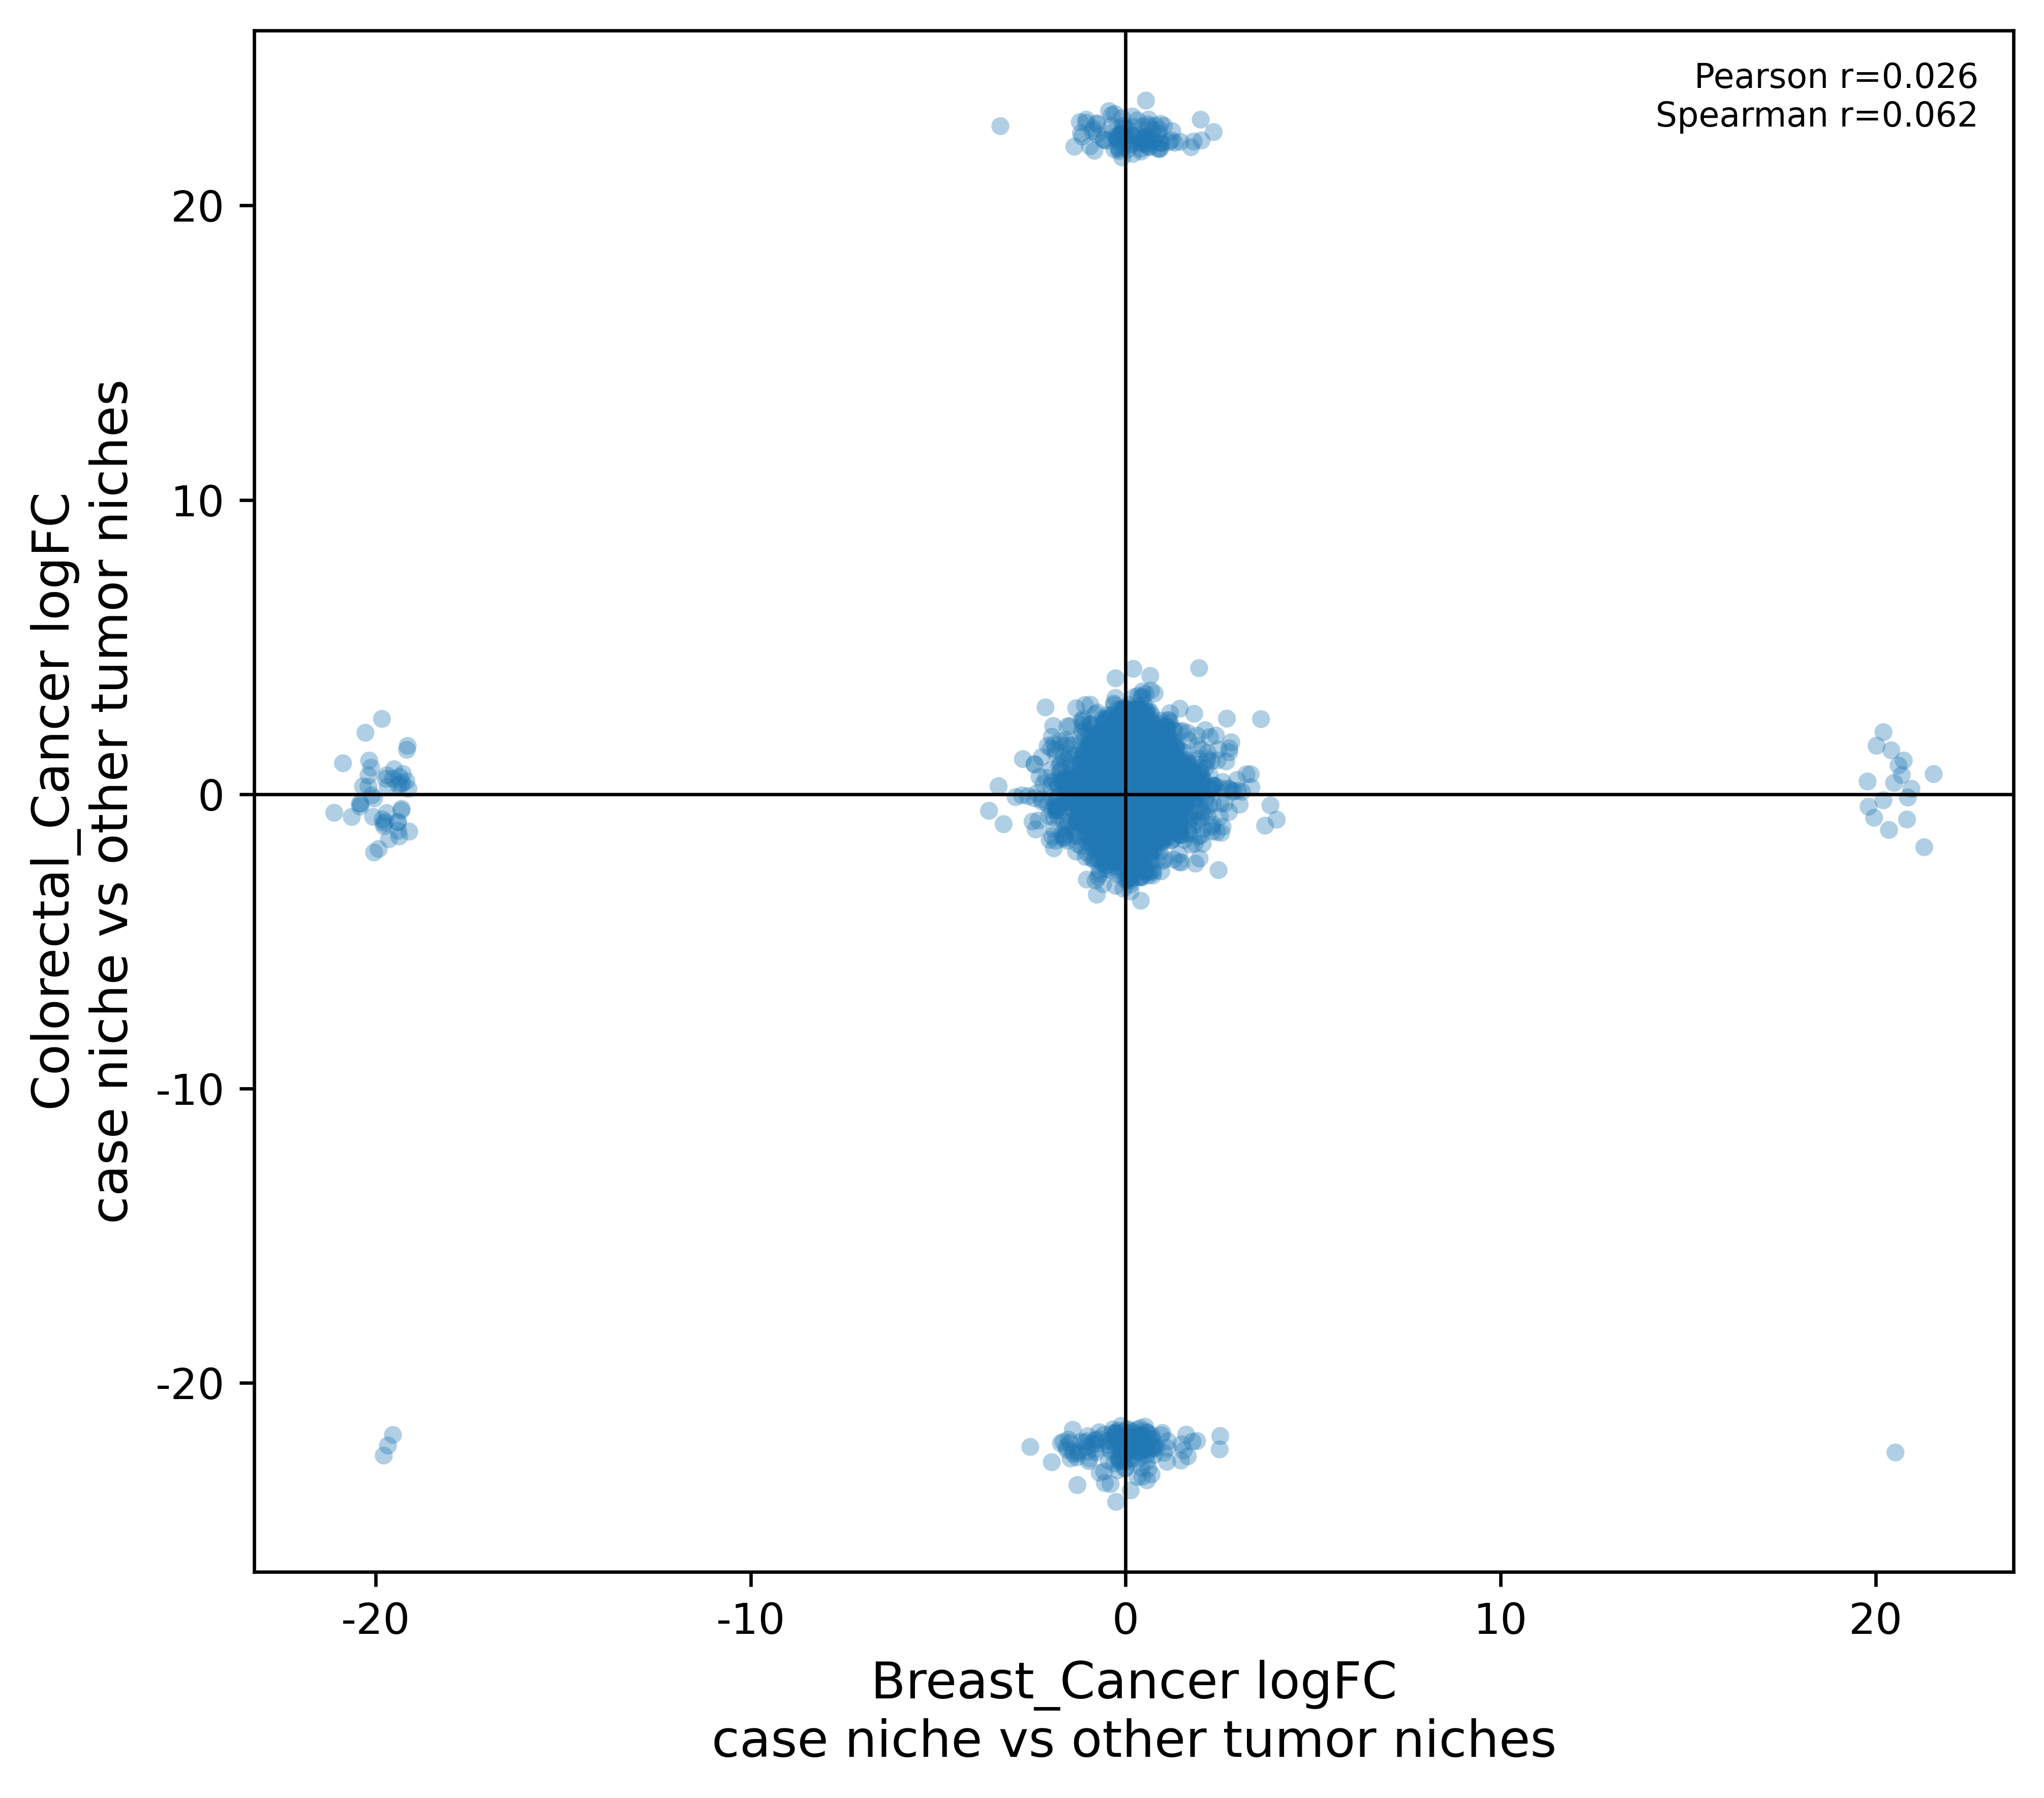 Pearson r=0.026
Spearman r=0.062
Colorectal_Cancer logFC
case niche vs other tumor niches
20
10
0
-10
-20
-20
-10
0
10
20
Breast_Cancer logFC
case niche vs other tumor niches